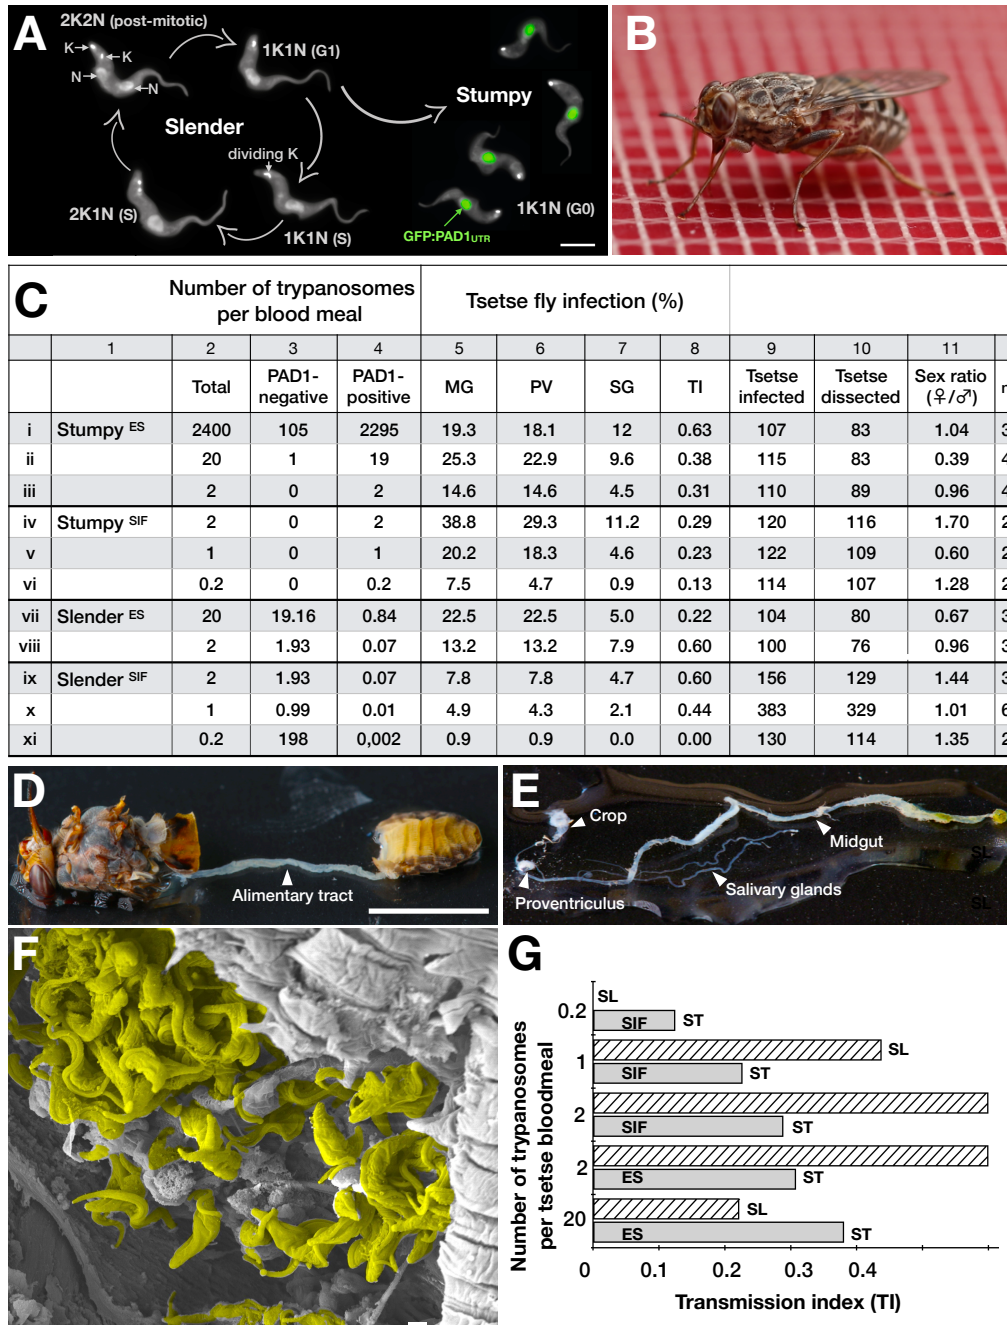 A
2K2N (post-mitotic)
K
K
N
N
1K1N (G1)
Slender
Stumpy
dividing K
2K1N (S)
1K1N (S)
1K1N (G0)
GFP:PAD1UTR
B
C
Number of trypanosomes per blood meal
Tsetse fly infection (%)
1 2 3 4 5 6 7 8 9 10 11
Total PAD1-negative PAD1-positive MG PV SG TI Tsetse infected Tsetse dissected Sex ratio (♀/♂)
i Stumpy ES 2400 105 2295 19.3 18.1 12 0.63 107 83 1.04 3
ii 20 1 19 25.3 22.9 9.6 0.38 115 83 0.39 4
iii 2 0 2 14.6 14.6 4.5 0.31 110 89 0.96 4
iv Stumpy SIF 2 0 2 38.8 29.3 11.2 0.29 120 116 1.70 2
v 1 0 1 20.2 18.3 4.6 0.23 122 109 0.60 2
vi 0.2 0 0.2 7.5 4.7 0.9 0.13 114 107 1.28 2
vii Slender ES 20 19.16 0.84 22.5 22.5 5.0 0.22 104 80 0.67 3
viii 2 1.93 0.07 13.2 13.2 7.9 0.60 100 76 0.96 3
ix Slender SIF 2 1.93 0.07 7.8 7.8 4.7 0.60 156 129 1.44 3
x 1 0.99 0.01 4.9 4.3 2.1 0.44 383 329 1.01 6
xi 0.2 198 0,002 0.9 0.9 0.0 0.00 130 114 1.35 2
D
Alimentary tract
E
Crop
Midgut
Proventriculus
Salivary glands
SL
SL
F
G
Number of trypanosomes
per tsetse bloodmeal
0.2
SL
SIF ST
1
SL
SIF ST
2
SIF ST
2
ES ST
20
SL
ES ST
0 0.1 0.2 0.3 0.4
Transmission index (TI)